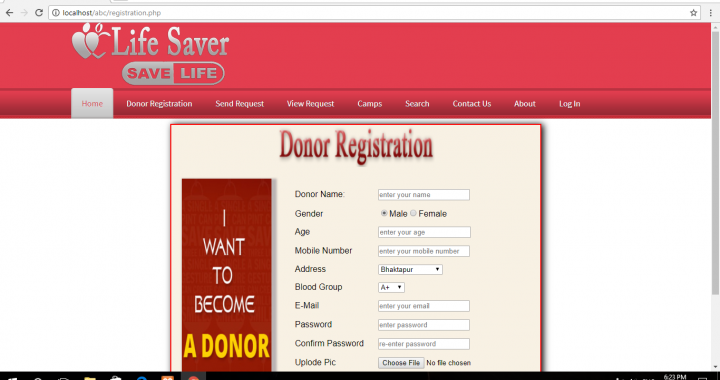 localhost/abc/registration.php
Life Saver
SAVE LIFE
Home Donor Registration Send Request View Request Camps Search Contact Us About Log In
Donor Registration
I
WANT
TO
BECOME
A DONOR
Donor Name: enter your name
Gender Male Female
Age enter your age
Mobile Number enter your mobile number
Address Bhaktapur
Blood Group A+
E-Mail enter your email
Password enter password
Confirm Password re-enter password
Uplode Pic Choose File No file chosen
6:23 PM